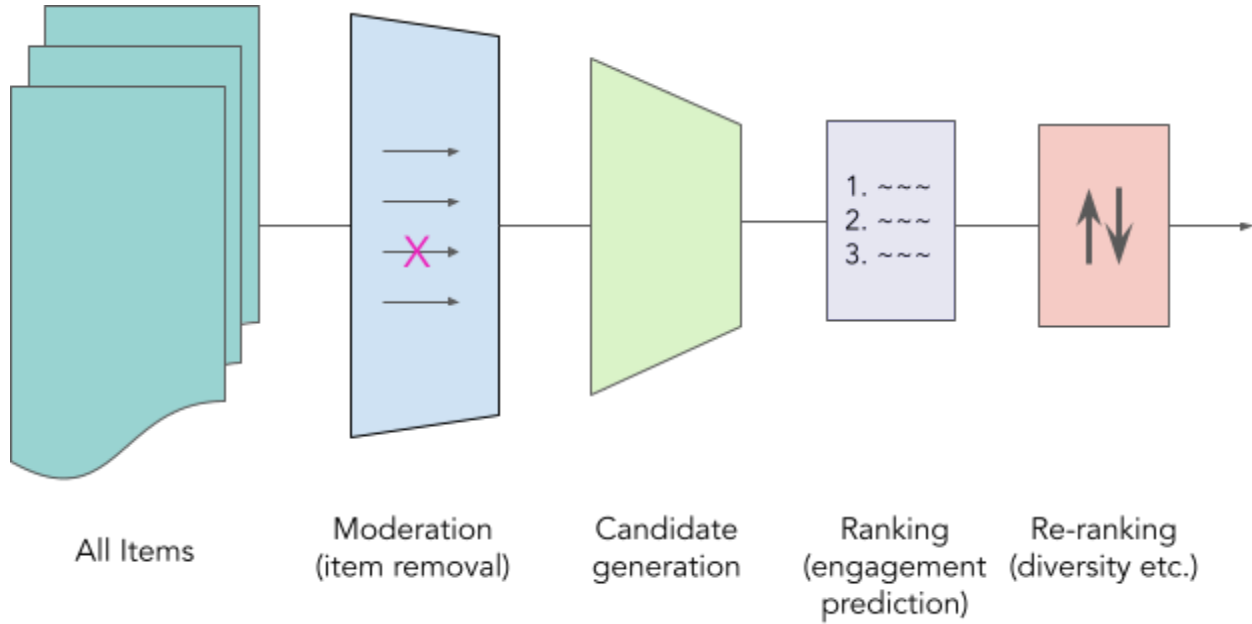 X
1. ~~~
2. ~~~
3. ~~~
All Items
Moderation
(item removal)
Candidate
generation
Ranking
(engagement
prediction)
Re-ranking
(diversity etc.)